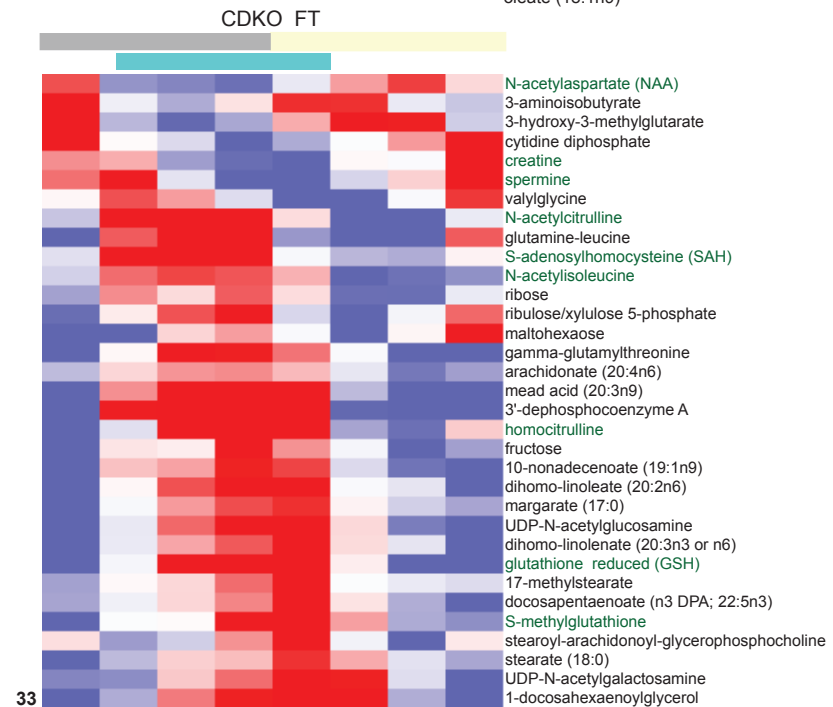 oleate (18:1n9)
CDKO FT
N-acetylaspartate (NAA)
3-aminoisobutyrate
3-hydroxy-3-methylglutarate
cytidine diphosphate
creatine
spermine
valylglycine
N-acetylcitrulline
glutamine-leucine
S-adenosylhomocysteine (SAH)
N-acetylisoleucine
ribose
ribulose/xylulose 5-phosphate
maltohexaose
gamma-glutamylthreonine
arachidonate (20:4n6)
mead acid (20:3n9)
3'-dephosphocoenzyme A
homocitrulline
fructose
10-nonadecenoate (19:1n9)
dihomo-linoleate (20:2n6)
margarate (17:0)
UDP-N-acetylglucosamine
dihomo-linolenate (20:3n3 or n6)
glutathione reduced (GSH)
17-methylstearate
docosapentaenoate (n3 DPA; 22:5n3)
S-methylglutathione
stearoyl-arachidonoyl-glycerophosphocholine
stearate (18:0)
UDP-N-acetylgalactosamine
33 1-docosahexaenoylglycerol